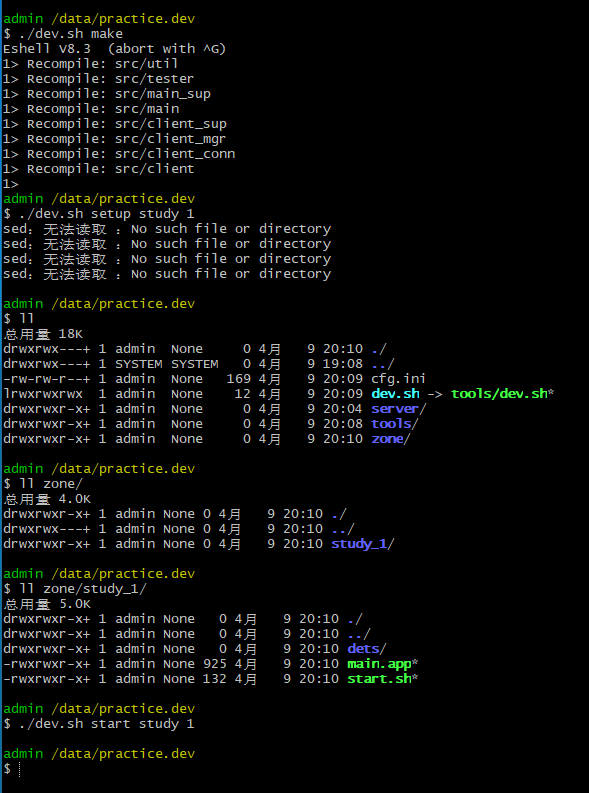 admin /data/practice.dev
$ ./dev.sh make
Eshell V8.3  (abort with ^G)
1> Recompile: src/util
1> Recompile: src/tester
1> Recompile: src/main_sup
1> Recompile: src/main
1> Recompile: src/client_sup
1> Recompile: src/client_mgr
1> Recompile: src/client_conn
1> Recompile: src/client
1>
admin /data/practice.dev
$ ./dev.sh setup study 1
sed：无法读取 ：No such file or directory
sed：无法读取 ：No such file or directory
sed：无法读取 ：No such file or directory
sed：无法读取 ：No such file or directory
admin /data/practice.dev
$ ll
总用量 18K
drwxrwx---+ 1 admin  None     0 4月   9 20:10 ./
drwxrwx---+ 1 SYSTEM SYSTEM   0 4月   9 19:08 ../
-rw-rw-r--+ 1 admin  None   169 4月   9 20:09 cfg.ini
lrwxrwxrwx  1 admin  None    12 4月   9 20:09 dev.sh -> tools/dev.sh*
drwxrwxr-x+ 1 admin  None     0 4月   9 20:04 server/
drwxrwxr-x+ 1 admin  None     0 4月   9 20:08 tools/
drwxrwxr-x+ 1 admin  None     0 4月   9 20:10 zone/
admin /data/practice.dev
$ ll zone/
总用量 4.0K
drwxrwxr-x+ 1 admin None 0 4月   9 20:10 ./
drwxrwx---+ 1 admin None 0 4月   9 20:10 ../
drwxrwxr-x+ 1 admin None 0 4月   9 20:10 study_1/
admin /data/practice.dev
$ ll zone/study_1/
总用量 5.0K
drwxrwxr-x+ 1 admin None   0 4月   9 20:10 ./
drwxrwxr-x+ 1 admin None   0 4月   9 20:10 ../
drwxrwxr-x+ 1 admin None   0 4月   9 20:10 dets/
-rwxrwxr-x+ 1 admin None 925 4月   9 20:10 main.app*
-rwxrwxr-x+ 1 admin None 132 4月   9 20:10 start.sh*
admin /data/practice.dev
$ ./dev.sh start study 1
admin /data/practice.dev
$